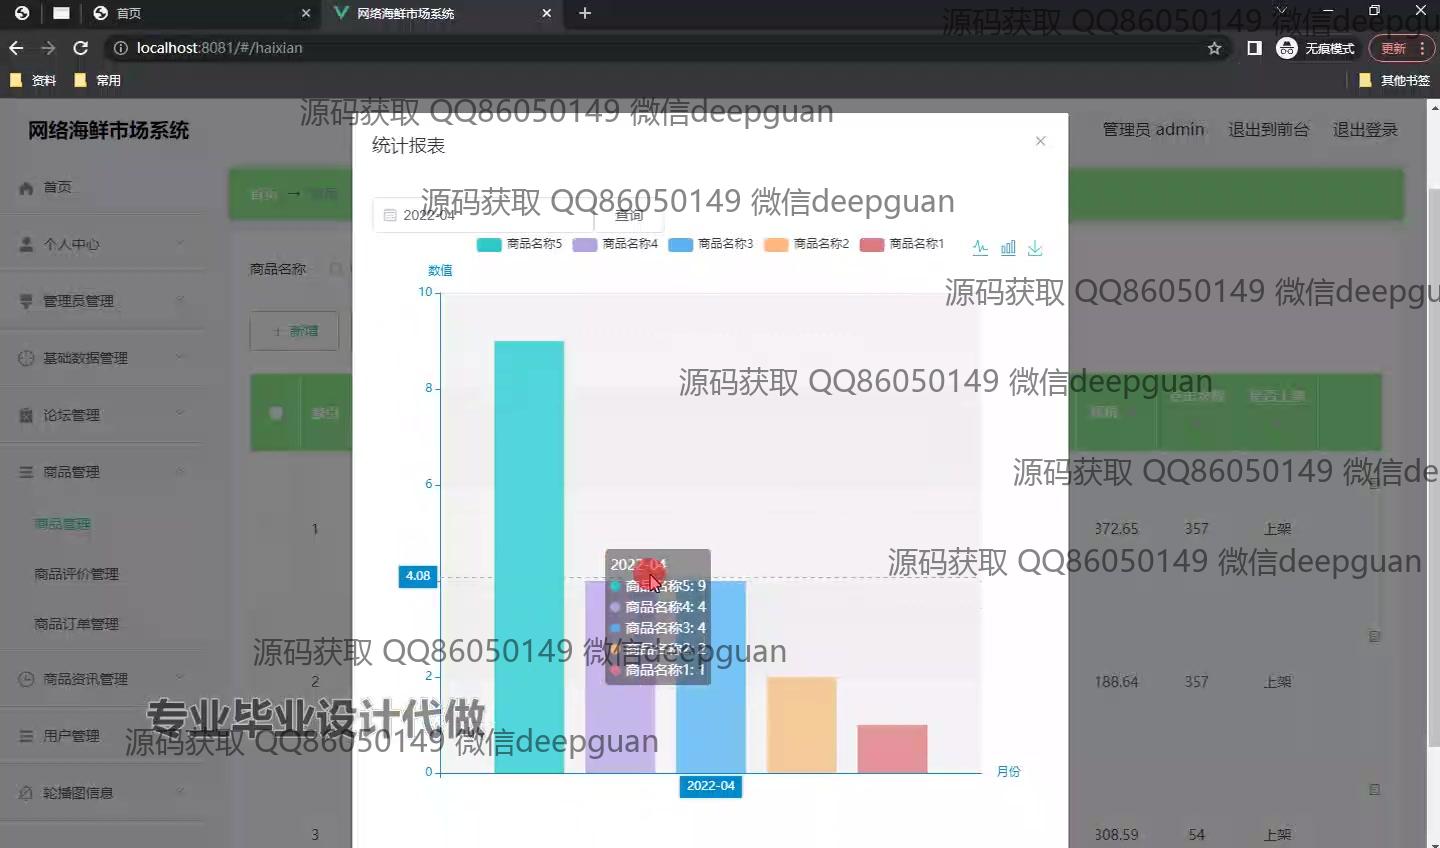 首页
网络海鲜市场系统
localhost:8081/#/haixian
无痕模式
更新
资料
常用
其他书签
源码获取 QQ86050149 微信deepgu
源码获取 QQ86050149 微信deepguan
网络海鲜市场系统
管理员 admin
退出到前台
退出登录
统计报表
首页
个人中心
管理员管理
基础数据管理
论坛管理
商品管理
商品管理
商品评价管理
商品订单管理
商品资讯管理
用户管理
轮播图信息
首页
商品名称
+ 新增
源码获取 QQ86050149 微信deepguan
2022-04
查询
商品名称5 商品名称4 商品名称3 商品名称2 商品名称1
数值
10
8
6
4.08
2
0
2022-04
月份
2022-04
商品名称5: 9
商品名称4: 4
商品名称3: 4
商品名称2: 2
商品名称1: 1
源码获取 QQ86050149 微信deepgu
源码获取 QQ86050149 微信deepguan
是否上架
源码获取 QQ86050149 微信de
1
372.65
357
上架
源码获取 QQ86050149 微信deepguan
源码获取 QQ86050149 微信deepguan
2
188.64
357
上架
专业毕业设计代做
源码获取 QQ86050149 微信deepguan
3
308.59
54
上架